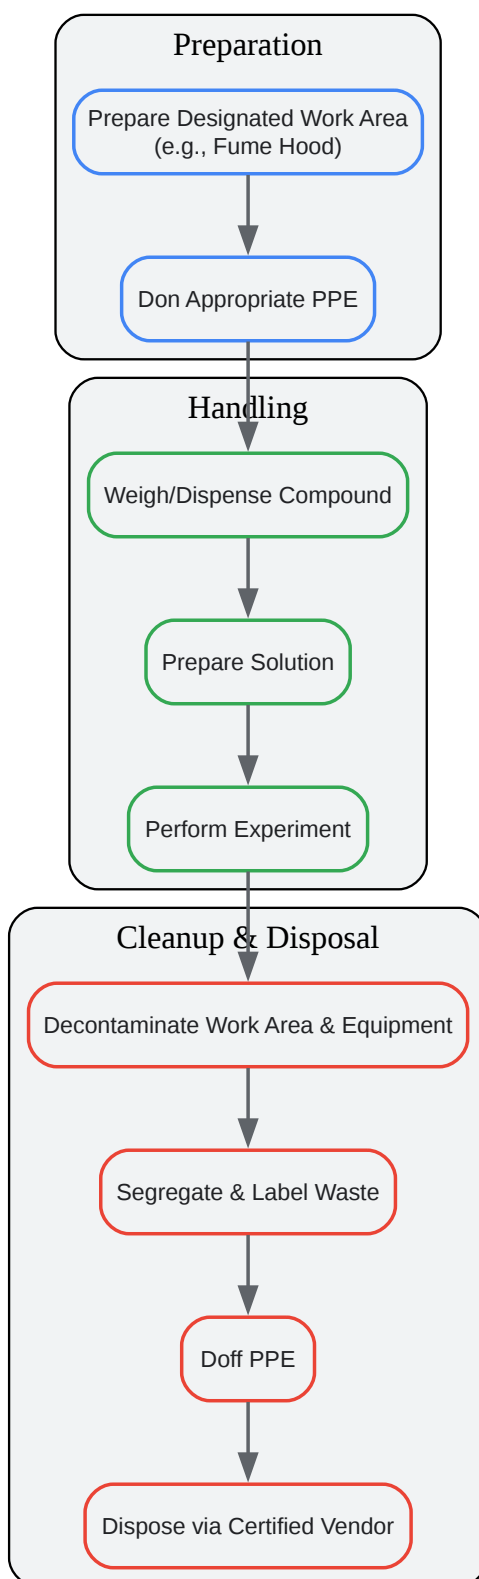 Preparation
Prepare Designated Work Area
(e.g., Fume Hood)
Don Appropriate PPE
Handling
Weigh/Dispense Compound
Prepare Solution
Perform Experiment
Cleanup & Disposal
Decontaminate Work Area & Equipment
Segregate & Label Waste
Doff PPE
Dispose via Certified Vendor